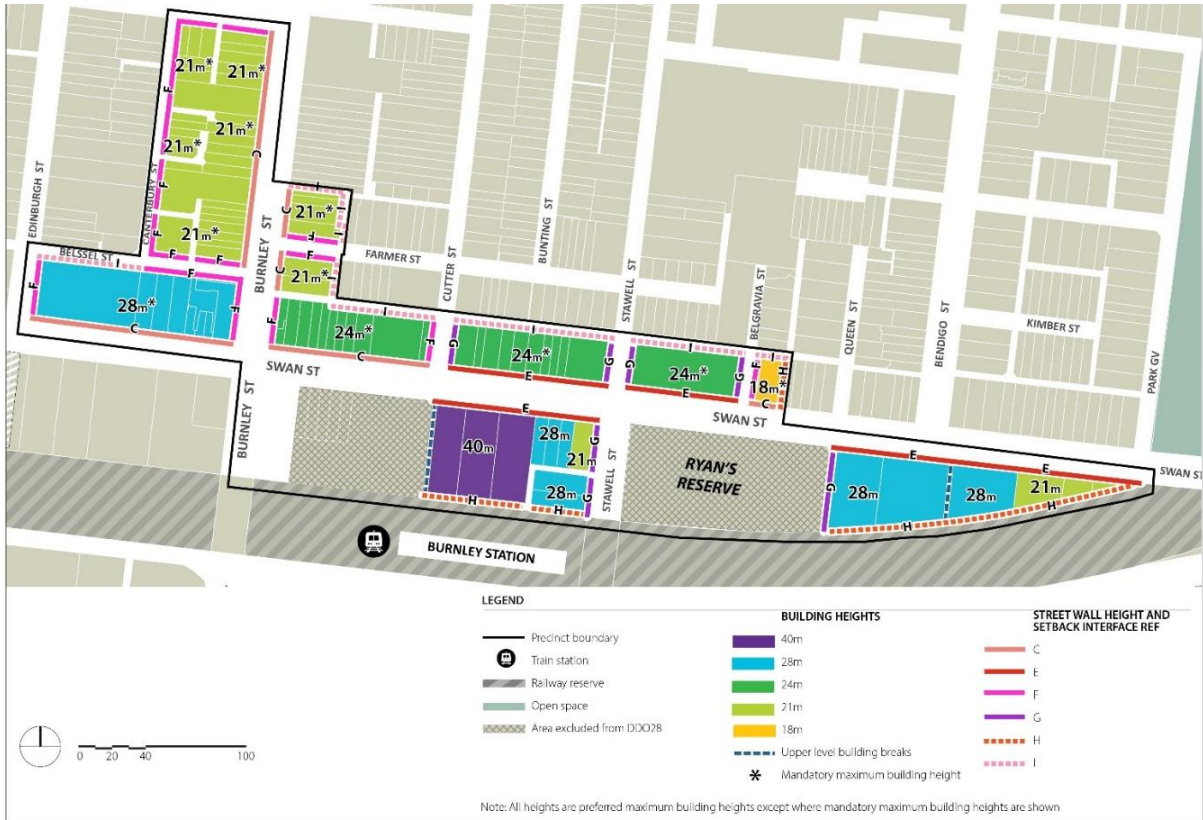 21m*
21m*
21m*
21m*
21m*
F
F
F
F
F
C
EDINBURGH ST
CANTERBURY ST
BURNLEY ST
BELSSEL ST
F
I
F
F
C
28m*
C
I
I
I
F
21m*
F
C
I
21m*
FARMER ST
CUTTER ST
BUNTING ST
STAWELL ST
BELGRAVIA ST
QUEEN ST
BENDIGO ST
KIMBER ST
PARK GV
F
I
F
C
24m*
G
I
G
E
24m*
G
I
G
E
24m*
F
I
H
C
18m*
SWAN ST
SWAN ST
SWAN ST
BURNLEY ST
E
40m
28m
21m
28m
G
G
H
H
STAWELL ST
RYAN'S
RESERVE
G
E
E
28m
28m
21m
H
H
BURNLEY STATION
LEGEND
Precinct boundary
Train station
Railway reserve
Open space
Area excluded from DDO28
BUILDING HEIGHTS
40m
28m
24m
21m
18m
Upper level building breaks
* Mandatory maximum building height
STREET WALL HEIGHT AND
SETBACK INTERFACE REF
C
E
F
G
H
I
0 20 40 100
Note: All heights are preferred maximum building heights except where mandatory maximum building heights are shown